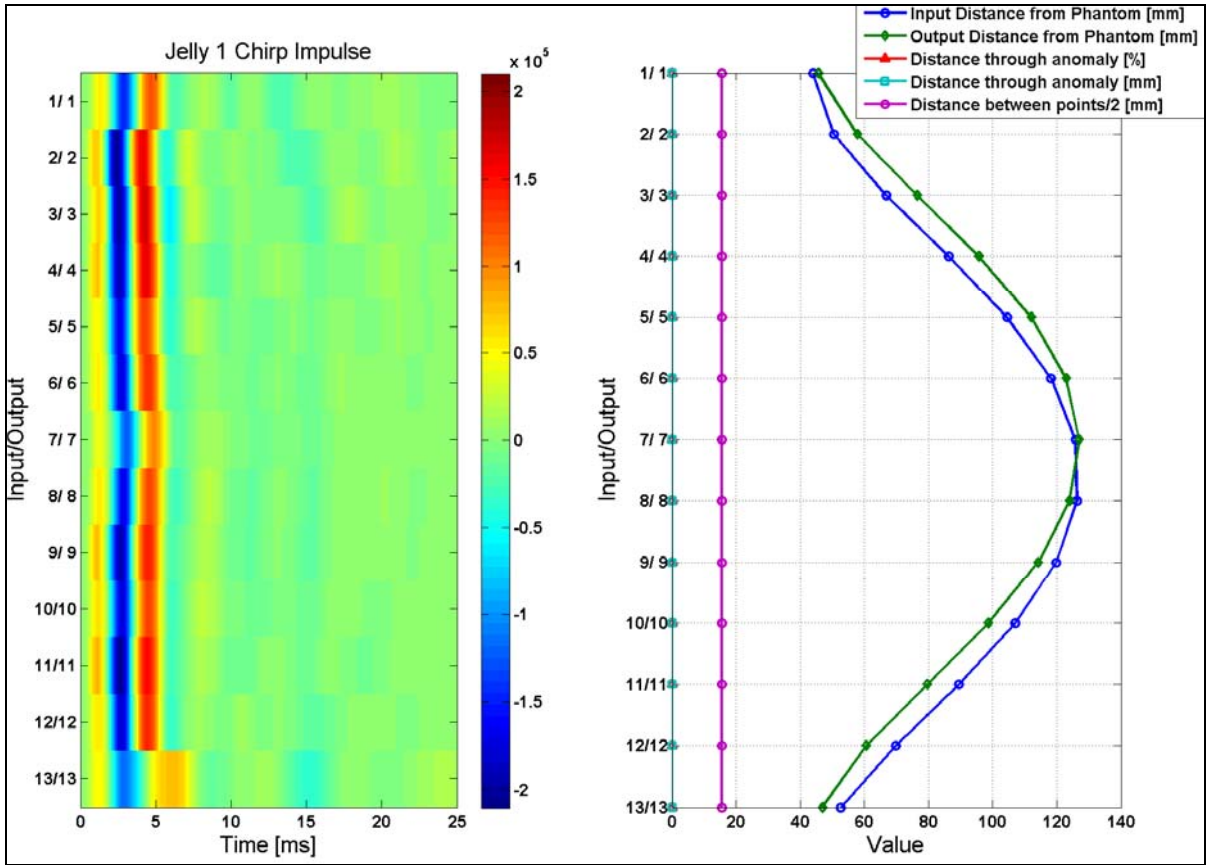 Jelly 1 Chirp Impulse
Input/Output
1/ 1
2/ 2
3/ 3
4/ 4
5/ 5
6/ 6
7/ 7
8/ 8
9/ 9
10/10
11/11
12/12
13/13
0 5 10 15 20 25
Time [ms]
x 10^5
2
1.5
1
0.5
0
-0.5
-1
-1.5
-2
Input Distance from Phantom [mm]
Output Distance from Phantom [mm]
Distance through anomaly [%]
Distance through anomaly [mm]
Distance between points/2 [mm]
Input/Output
1/ 1
2/ 2
3/ 3
4/ 4
5/ 5
6/ 6
7/ 7
8/ 8
9/ 9
10/10
11/11
12/12
13/13
0 20 40 60 80 100 120 140
Value